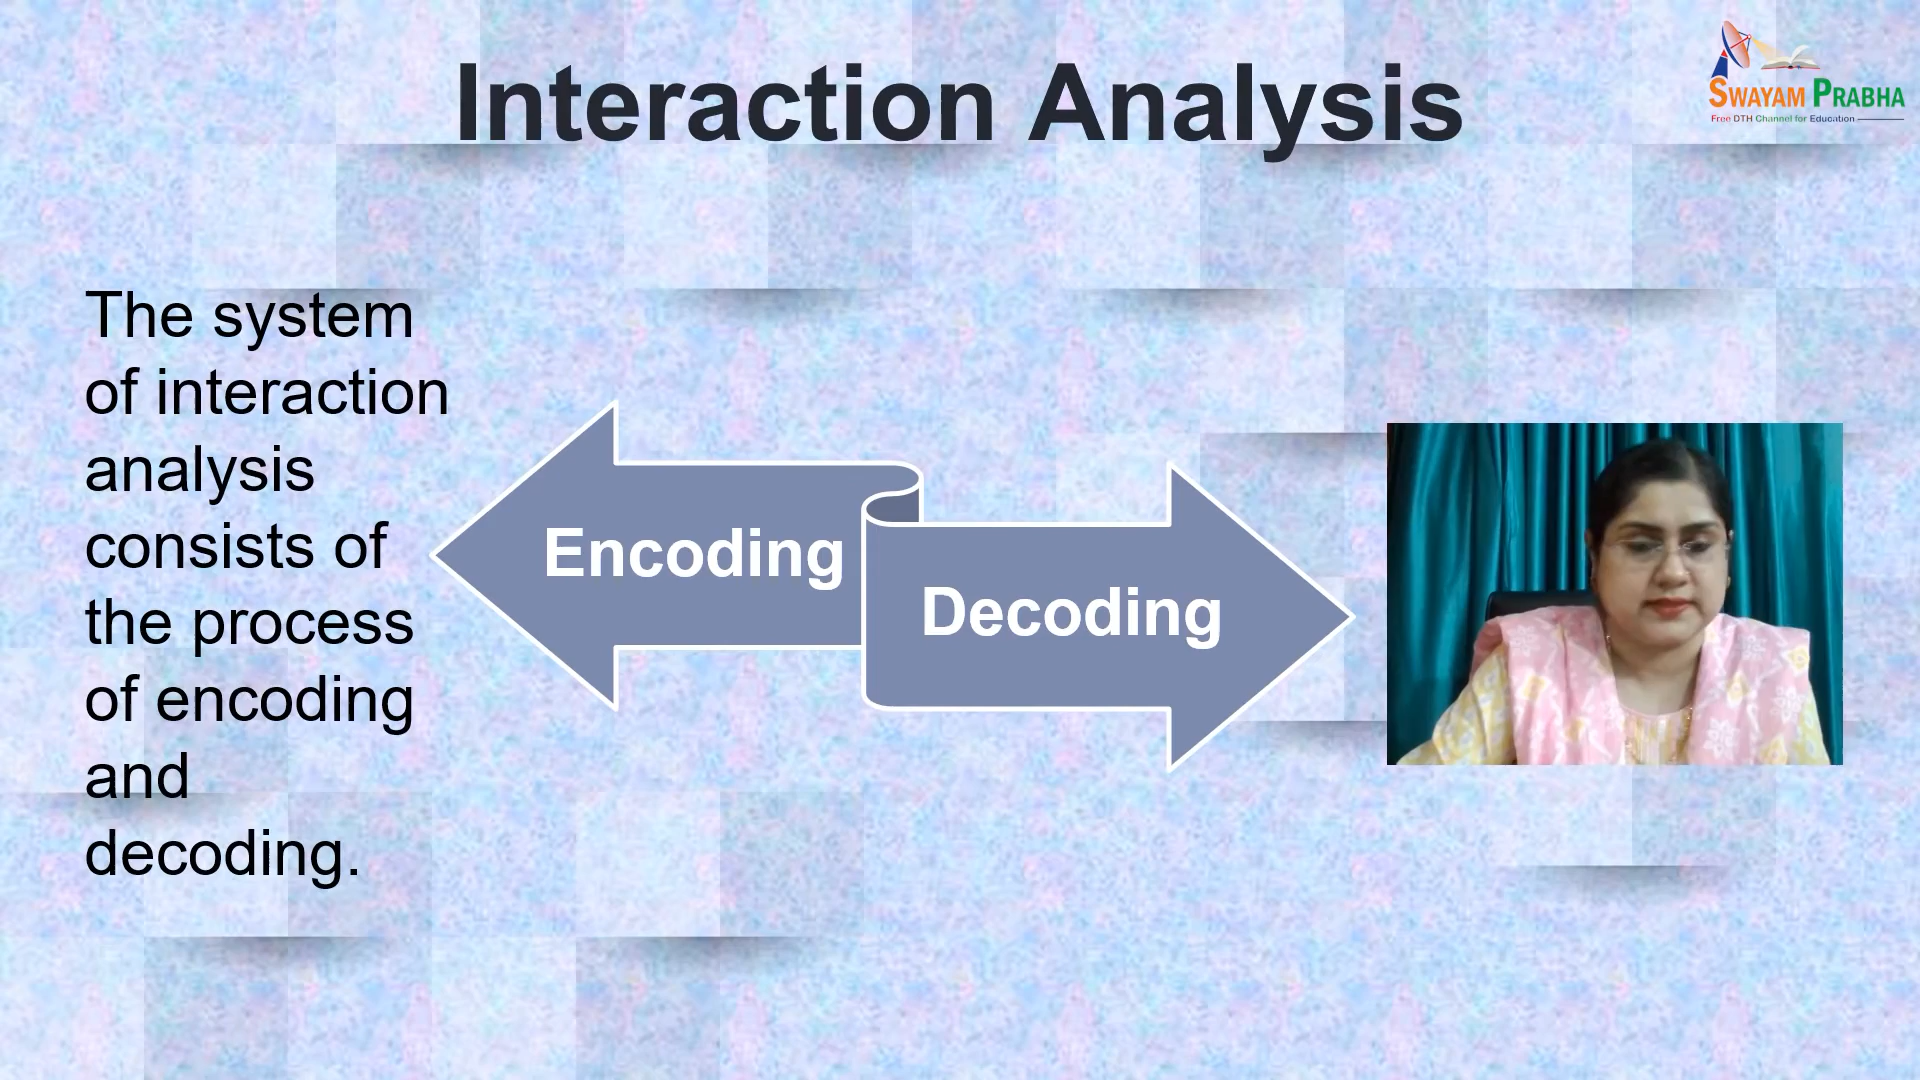 Interaction Analysis
SWAYAM PRABHA
Free DTH Channel for Education
The system
of interaction
analysis
consists of
the process
of encoding
and
decoding.
Encoding
Decoding